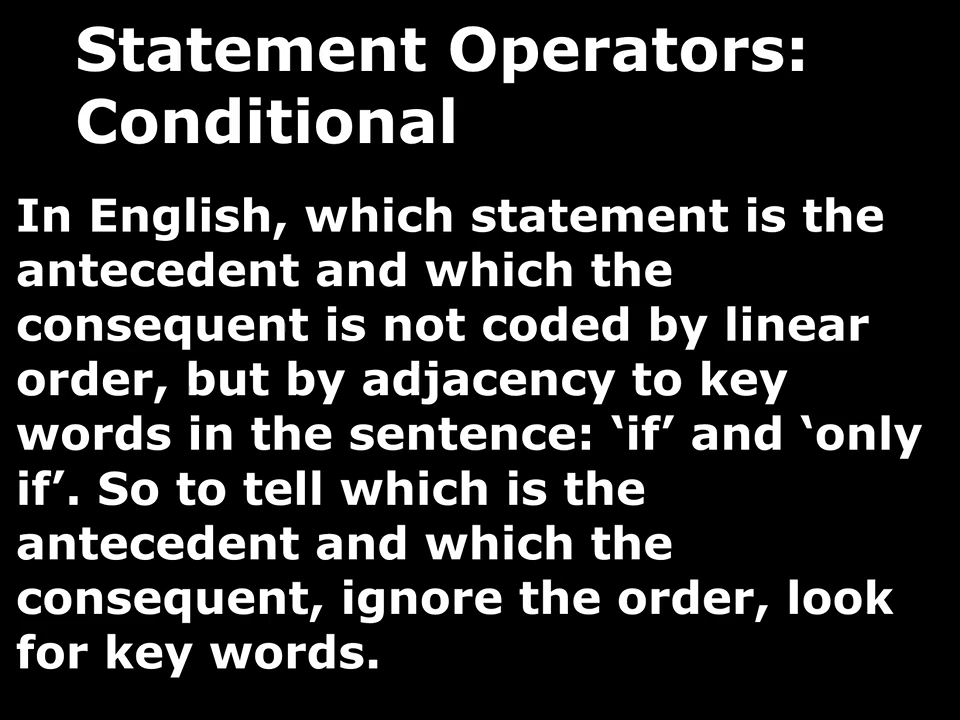 Statement Operators:
Conditional
In English, which statement is the
antecedent and which the
consequent is not coded by linear
order, but by adjacency to key
words in the sentence: ‘if’ and ‘only
if’. So to tell which is the
antecedent and which the
consequent, ignore the order, look
for key words.